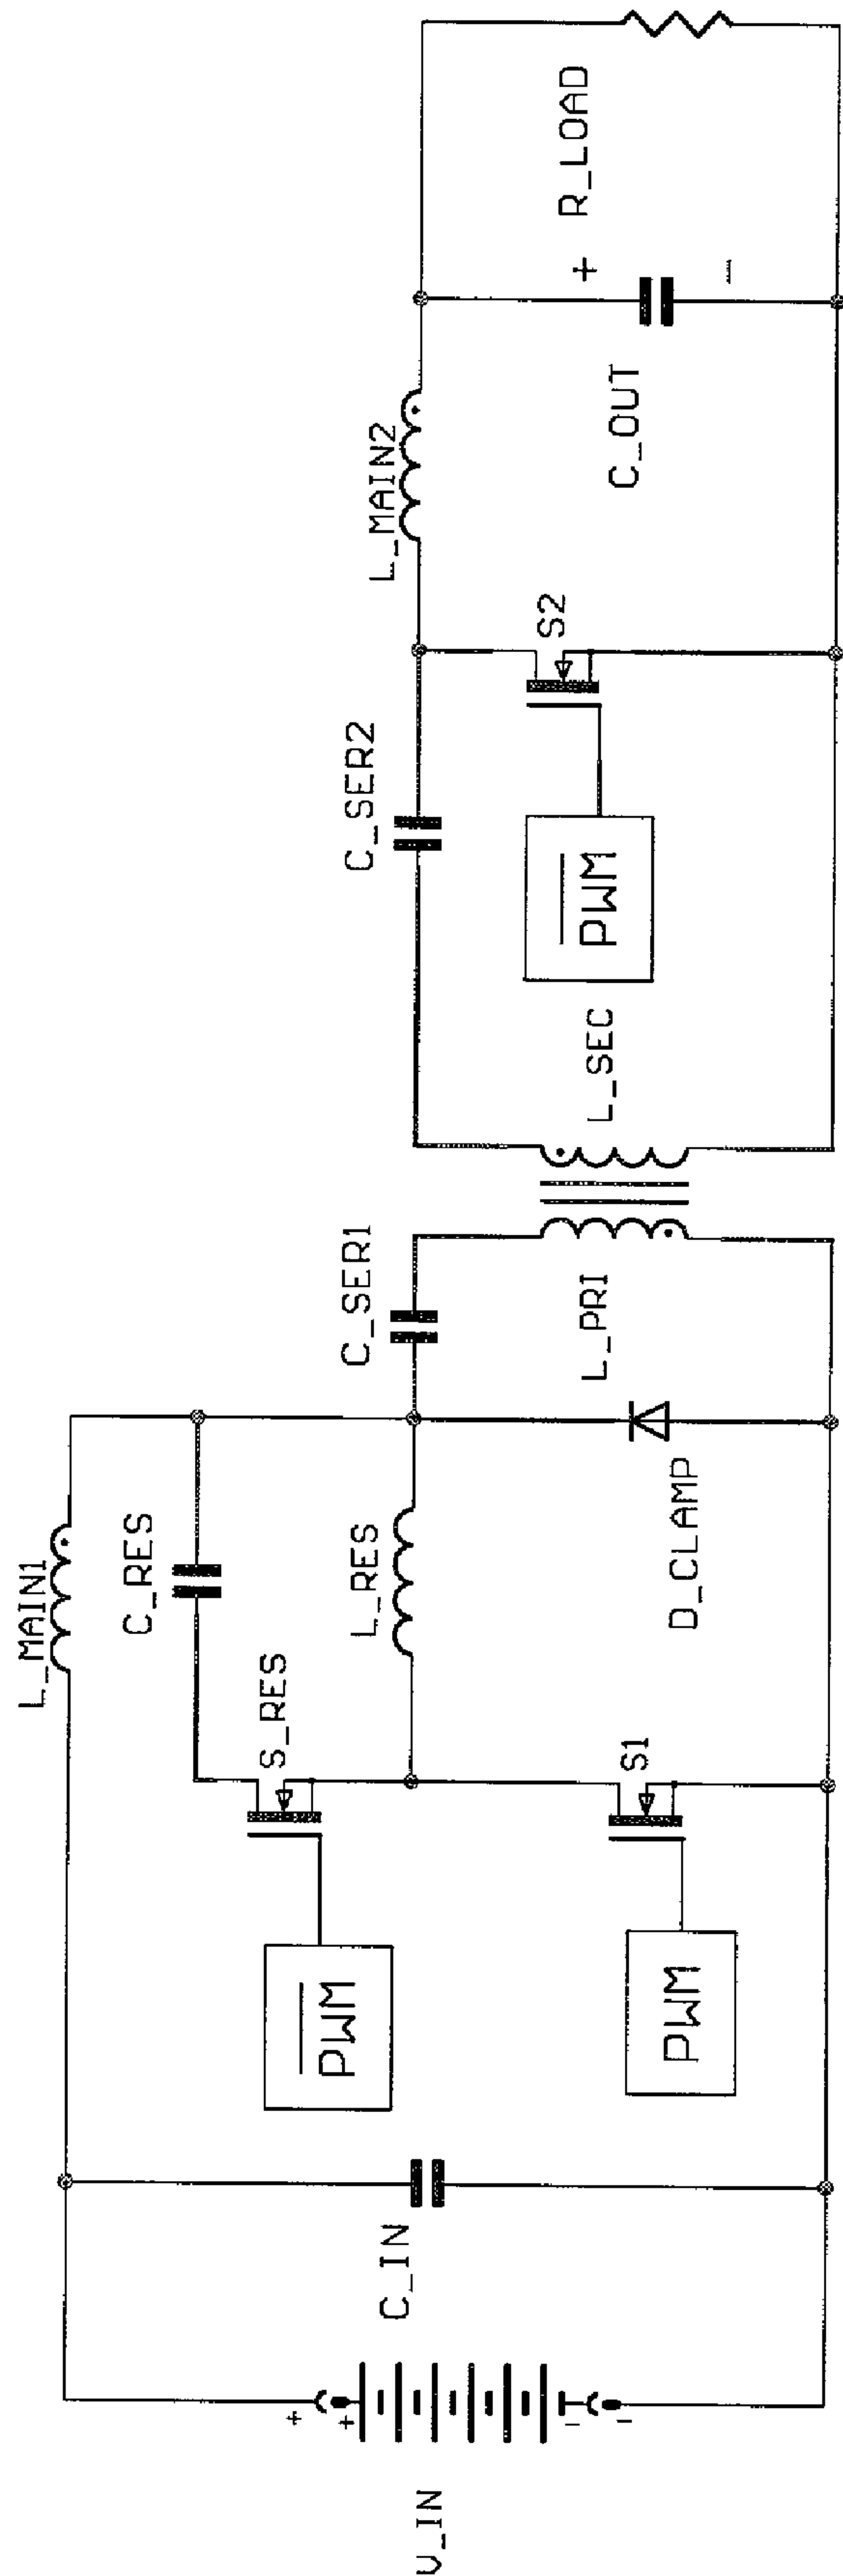 V_IN
+
+
-
-
C_IN
PWM
PWM
L_MAIN1
C_RES
S_RES
L_RES
S1
D_CLAMP
C_SER1
L_PRI
L_SEC
C_SER2
PWM
S2
L_MAIN2
C_OUT
+
-
R_LOAD